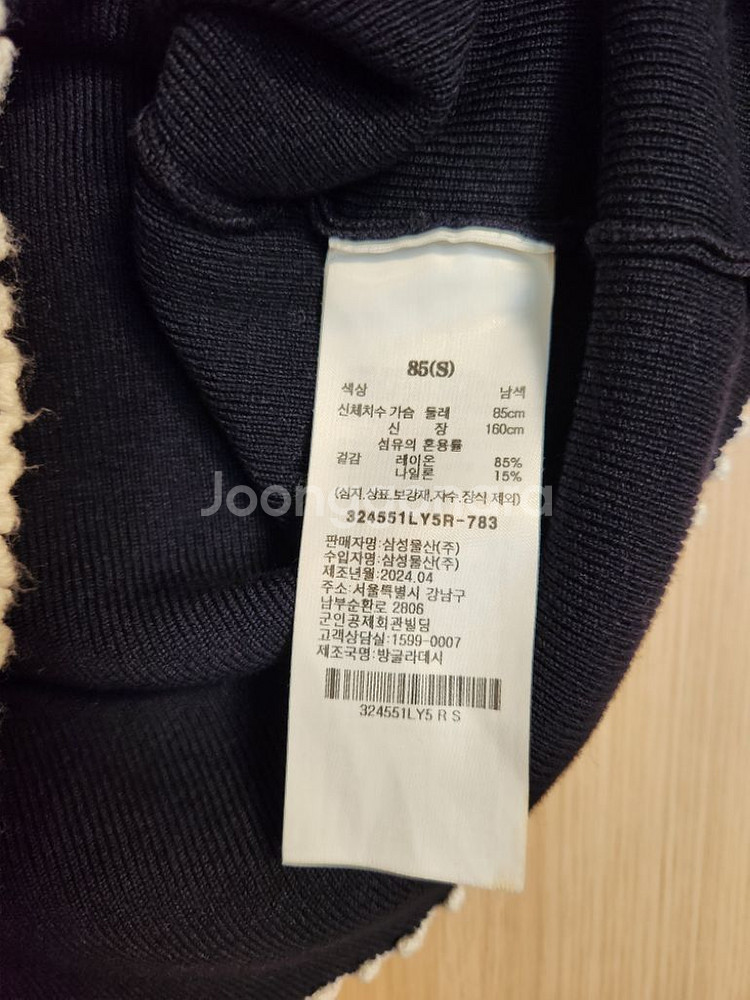 85(S)
색상 남색
신체치수 가슴 둘레 85cm
신 장 160cm
섬유의 혼용률
겉감 레이온 85%
나일론 15%
(심지.상표.보강재.자수.장식 제외)
Joongonara
324551LY5R-783
판매자명:삼성물산(주)
수입자명:삼성물산(주)
제조년월:2024.04
주소:서울특별시 강남구
남부순환로 2806
군인공제회관빌딩
고객상담실:1599-0007
제조국명:방글라데시
324551LY5 R S